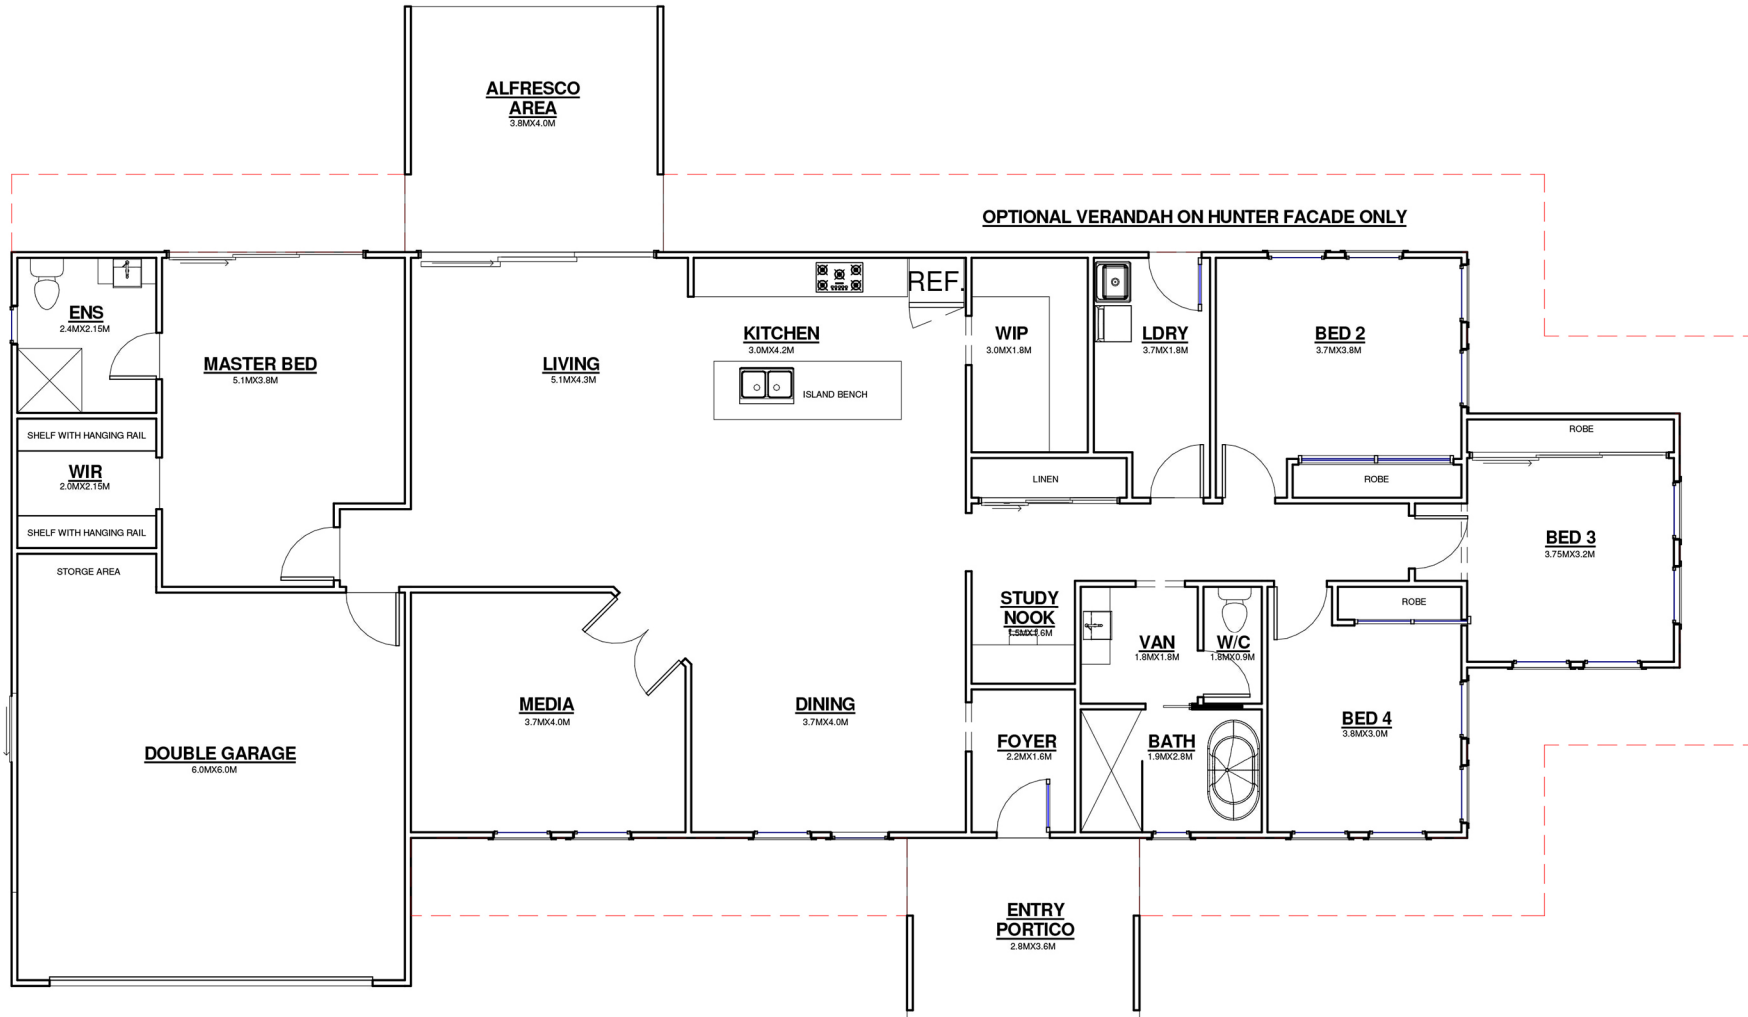 ALFRESCO
AREA
3.8MX4.0M
OPTIONAL VERANDAH ON HUNTER FACADE ONLY
REF.
ENS
2.4MX2.15M
MASTER BED
5.1MX3.8M
LIVING
5.1MX4.3M
KITCHEN
3.0MX4.2M
ISLAND BENCH
WIP
3.0MX1.8M
LDRY
3.7MX1.8M
BED 2
3.7MX3.8M
SHELF WITH HANGING RAIL
WIR
2.0MX2.15M
SHELF WITH HANGING RAIL
STORGE AREA
LINEN
ROBE
ROBE
BED 3
3.75MX3.2M
STUDY
NOOK
1.5MX1.6M
VAN
1.8MX1.8M
W/C
1.8MX0.9M
ROBE
MEDIA
3.7MX4.0M
DINING
3.7MX4.0M
FOYER
2.2MX1.6M
BATH
1.9MX2.8M
BED 4
3.8MX3.0M
DOUBLE GARAGE
6.0MX6.0M
ENTRY
PORTICO
2.8MX3.6M